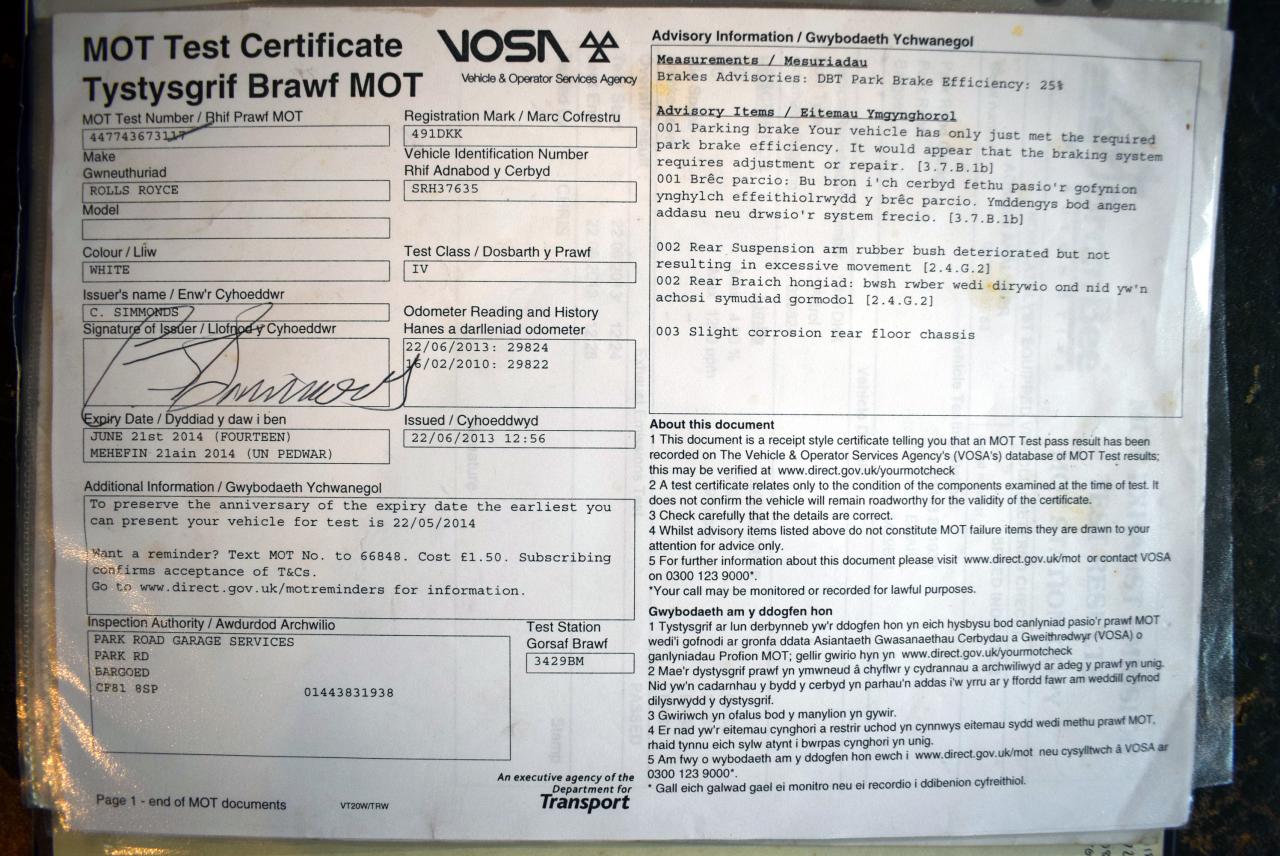 MOT Test Certificate
Tystysgrif Brawf MOT
VOSA
Vehicle & Operator Services Agency
MOT Test Number / Rhif Prawf MOT
447743673117
Registration Mark / Marc Cofrestru
491DKK
Make
Gwneuthuriad
ROLLS ROYCE
Vehicle Identification Number
Rhif Adnabod y Cerbyd
SRH37635
Model
Colour / Lliw
WHITE
Test Class / Dosbarth y Prawf
IV
Issuer's name / Enw'r Cyhoeddwr
C. SIMMONDS
Signature of Issuer / Llofnod y Cyhoeddwr
Odometer Reading and History
Hanes a darlleniad odometer
22/06/2013: 29824
16/02/2010: 29822
Expiry Date / Dyddiad y daw i ben
JUNE 21st 2014 (FOURTEEN)
MEHEFIN 21ain 2014 (UN PEDWAR)
Issued / Cyhoeddwyd
22/06/2013 12:56
Additional Information / Gwybodaeth Ychwanegol
To preserve the anniversary of the expiry date the earliest you
can present your vehicle for test is 22/05/2014
Want a reminder? Text MOT No. to 66848. Cost £1.50. Subscribing
confirms acceptance of T&Cs.
Go to www.direct.gov.uk/motreminders for information.
Inspection Authority / Awdurdod Archwilio
PARK ROAD GARAGE SERVICES
PARK RD
BARGOED
CF81 8SP 01443831938
Test Station
Gorsaf Brawf
3429BM
An executive agency of the
Department for
Transport
Page 1 - end of MOT documents
VT20W/TRW
Advisory Information / Gwybodaeth Ychwanegol
Measurements / Mesuriadau
Brakes Advisories: DBT Park Brake Efficiency: 25%
Advisory Items / Eitemau Ymgynghorol
001 Parking brake Your vehicle has only just met the required
park brake efficiency. It would appear that the braking system
requires adjustment or repair. [3.7.B.1b]
001 Brêc parcio: Bu bron i'ch cerbyd fethu pasio'r gofynion
ynghylch effeithiolrwydd y brêc parcio. Ymddengys bod angen
addasu neu drwsio'r system frecio. [3.7.B.1b]
002 Rear Suspension arm rubber bush deteriorated but not
resulting in excessive movement [2.4.G.2]
002 Rear Braich hongiad: bwsh rwber wedi dirywio ond nid yw'n
achosi symudiad gormodol [2.4.G.2]
003 Slight corrosion rear floor chassis
About this document
1 This document is a receipt style certificate telling you that an MOT Test pass result has been
recorded on The Vehicle & Operator Services Agency's (VOSA's) database of MOT Test results;
this may be verified at www.direct.gov.uk/yourmotcheck
2 A test certificate relates only to the condition of the components examined at the time of test. It
does not confirm the vehicle will remain roadworthy for the validity of the certificate.
3 Check carefully that the details are correct.
4 Whilst advisory items listed above do not constitute MOT failure items they are drawn to your
attention for advice only.
5 For further information about this document please visit www.direct.gov.uk/mot or contact VOSA
on 0300 123 9000*.
*Your call may be monitored or recorded for lawful purposes.
Gwybodaeth am y ddogfen hon
1 Tystysgrif ar lun derbynneb yw'r ddogfen hon yn eich hysbysu bod canlyniad pasio'r prawf MOT
wedi'i gofnodi ar gronfa ddata Asiantaeth Gwasanaethau Cerbydau a Gweithredwyr (VOSA) o
ganlyniadau Profion MOT; gellir gwirio hyn yn www.direct.gov.uk/yourmotcheck
2 Mae'r dystysgrif prawf yn ymwneud â chyflwr y cydrannau a archwiliwyd ar adeg y prawf yn unig.
Nid yw'n cadarnhau y bydd y cerbyd yn parhau'n addas i'w yrru ar y ffordd fawr am weddill cyfnod
dilysrwydd y dystysgrif.
3 Gwiriwch yn ofalus bod y manylion yn gywir.
4 Er nad yw'r eitemau cynghori a restrir uchod yn cynnwys eitemau sydd wedi methu prawf MOT,
rhaid tynnu eich sylw atynt i bwrpas cynghori yn unig.
5 Am fwy o wybodaeth am y ddogfen hon ewch i www.direct.gov.uk/mot neu cysylltwch â VOSA ar
0300 123 9000*.
* Gall eich galwad gael ei monitro neu ei recordio i ddibenion cyfreithiol.